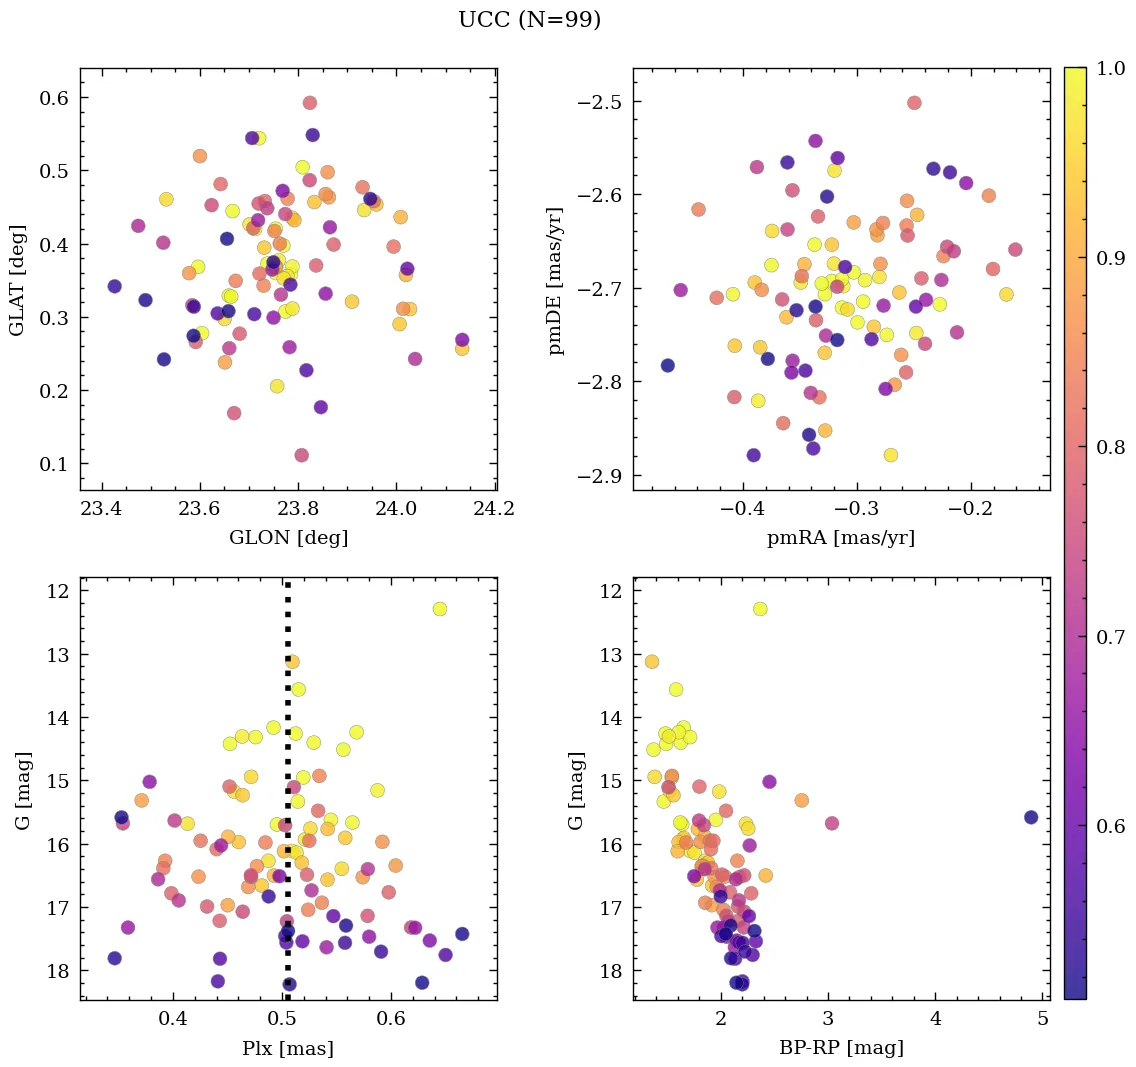 UCC (N=99)
0.6
0.5
0.4
0.3
0.2
0.1
GLAT [deg]
23.4 23.6 23.8 24.0 24.2
GLON [deg]
−2.5
−2.6
−2.7
−2.8
−2.9
pmDE [mas/yr]
−0.4 −0.3 −0.2
pmRA [mas/yr]
1.0
0.9
0.8
0.7
0.6
12
13
14
15
16
17
18
G [mag]
0.4 0.5 0.6
Plx [mas]
12
13
14
15
16
17
18
G [mag]
2 3 4 5
BP-RP [mag]